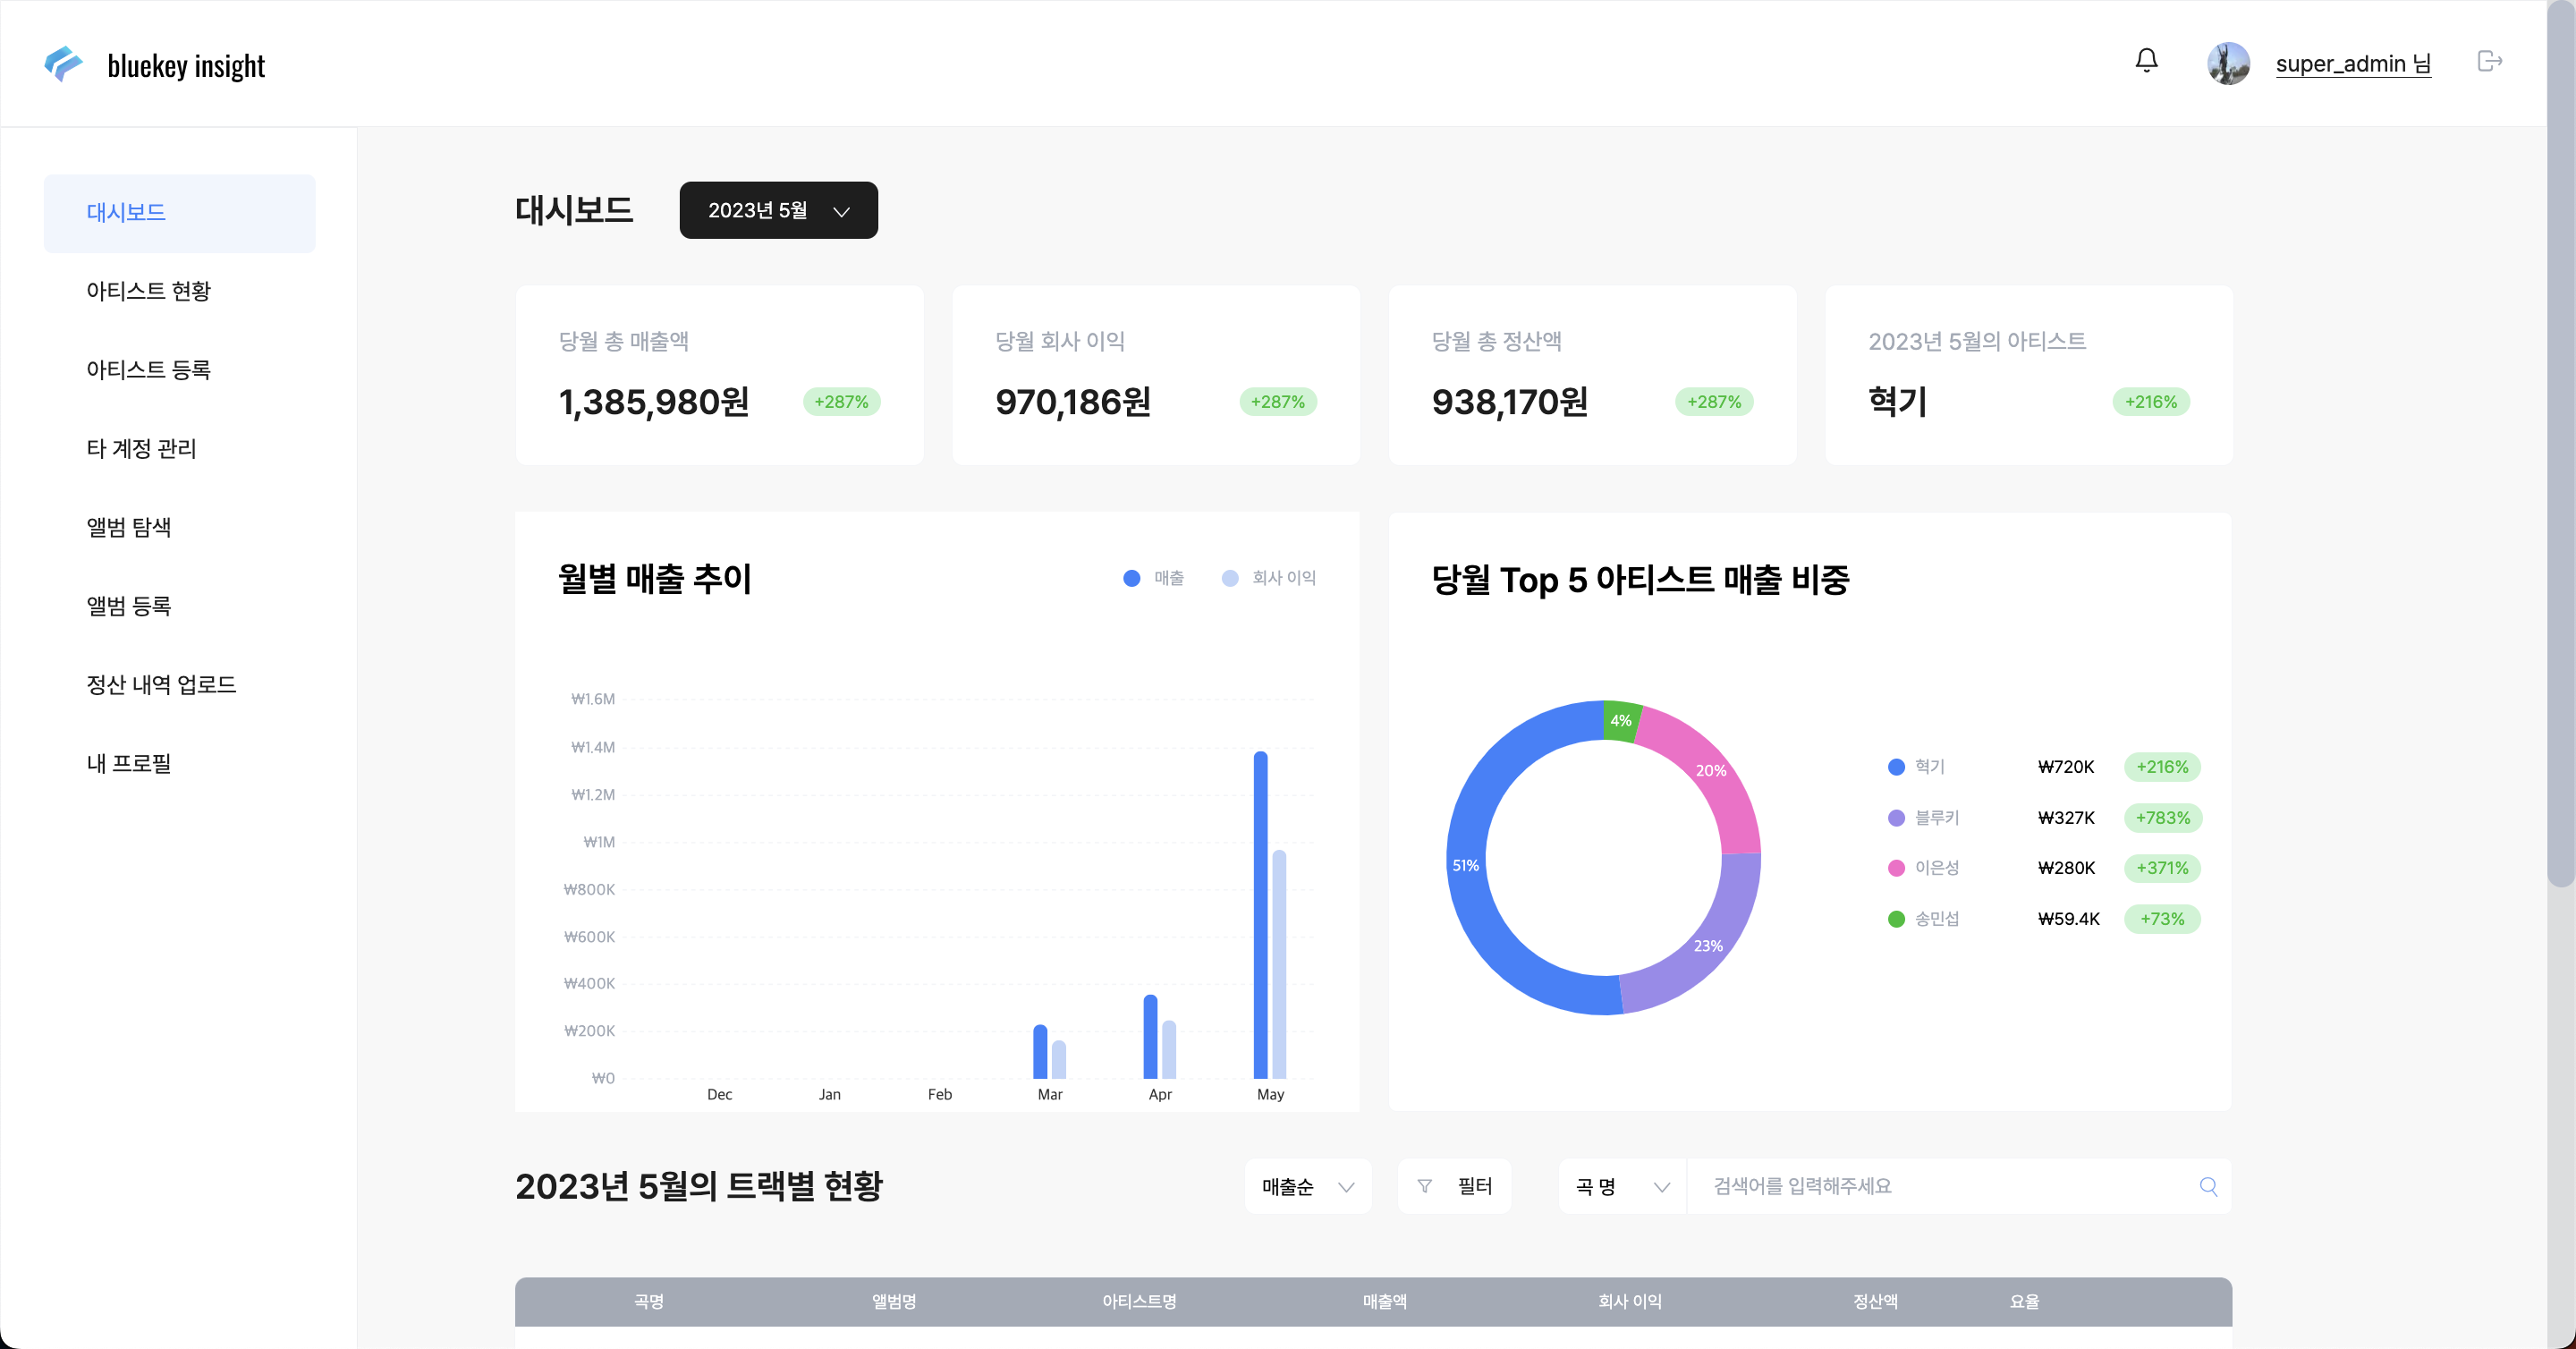 bluekey insight
super_admin 님
대시보드
아티스트 현황
아티스트 등록
타 계정 관리
앨범 탐색
앨범 등록
정산 내역 업로드
내 프로필
대시보드
2023년 5월
당월 총 매출액
1,385,980원
+287%
당월 회사 이익
970,186원
+287%
당월 총 정산액
938,170원
+287%
2023년 5월의 아티스트
혁기
+216%
월별 매출 추이
매출
회사 이익
₩1.6M
₩1.4M
₩1.2M
₩1M
₩800K
₩600K
₩400K
₩200K
₩0
Dec
Jan
Feb
Mar
Apr
May
당월 Top 5 아티스트 매출 비중
4%
20%
51%
23%
혁기 ₩720K +216%
블루키 ₩327K +783%
이은성 ₩280K +371%
송민섭 ₩59.4K +73%
2023년 5월의 트랙별 현황
매출순
필터
곡 명
검색어를 입력해주세요
곡명 앨범명 아티스트명 매출액 회사 이익 정산액 요율